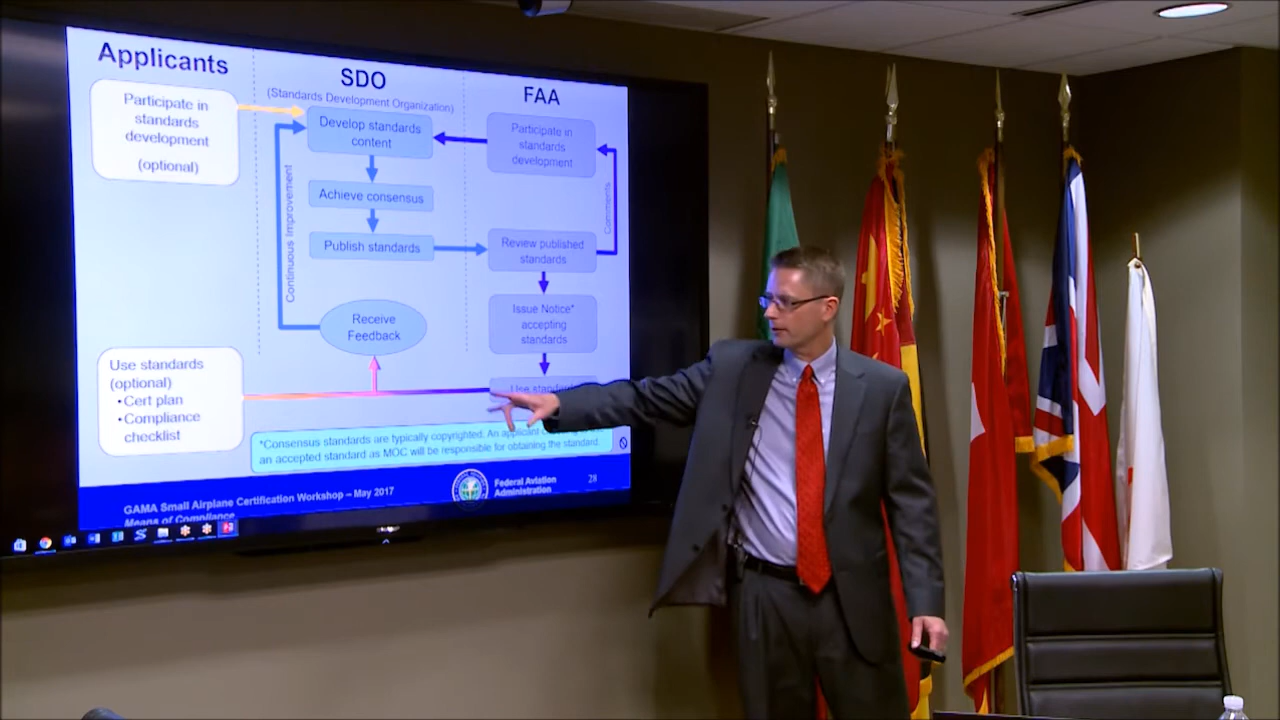 Applicants
SDO
(Standards Development Organization)
FAA
Participate in
standards
development
(optional)
Develop standards
content
Participate in
standards
development
Achieve consensus
Publish standards
Review published
standards
Continuous Improvement
Comments
Issue Notice*
accepting
standards
Receive
Feedback
Use standards
(optional)
•Cert plan
•Compliance
checklist
Use
*Consensus standards are typically copyrighted. An applicant
an accepted standard as MOC will be responsible for obtaining the standard.
GAMA Small Airplane Certification Workshop – May 2017
Means of Compliance
Federal Aviation
Administration
28